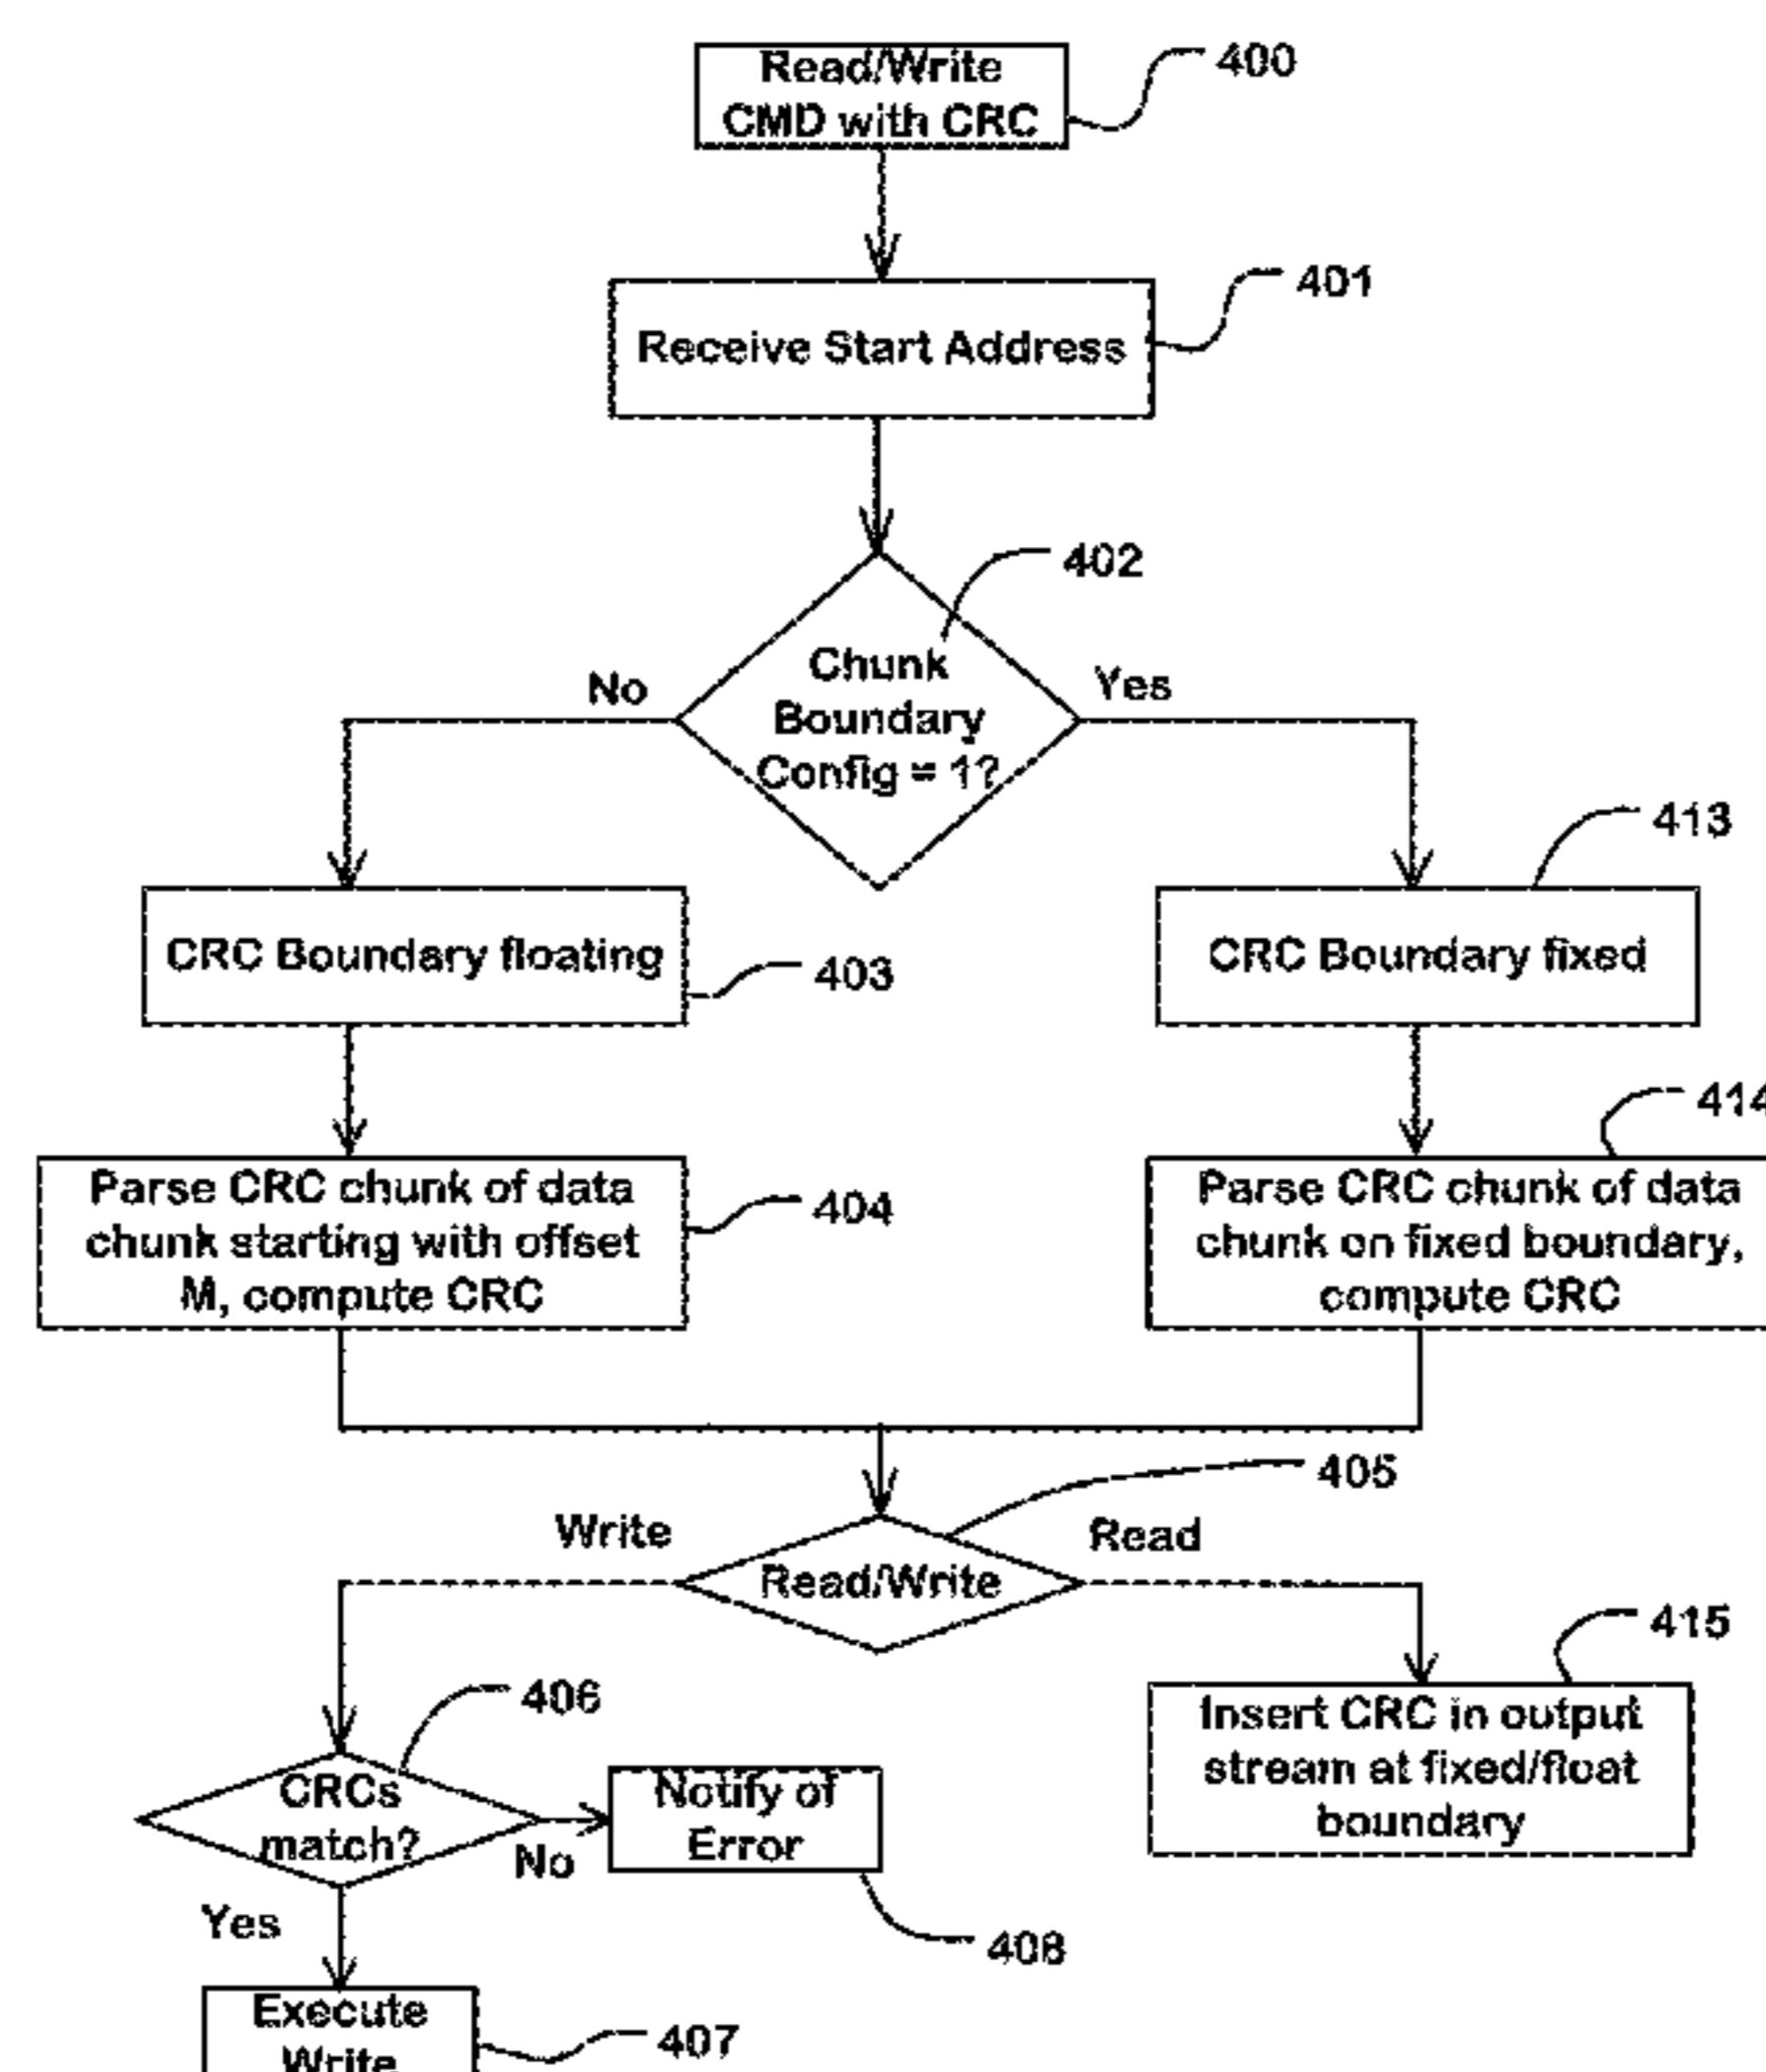 Read/Write
CMD with CRC
400
Receive Start Address
401
402
Chunk
Boundary
Config = 1?
No
Yes
413
CRC Boundary floating
403
CRC Boundary fixed
414
Parse CRC chunk of data
chunk starting with offset
M, compute CRC
404
Parse CRC chunk of data
chunk on fixed boundary,
compute CRC
405
Write
Read
Read/Write
415
406
Insert CRC in output
stream at fixed/float
boundary
CRCs
match?
Notify of
Error
No
Yes
408
Execute
Write
407